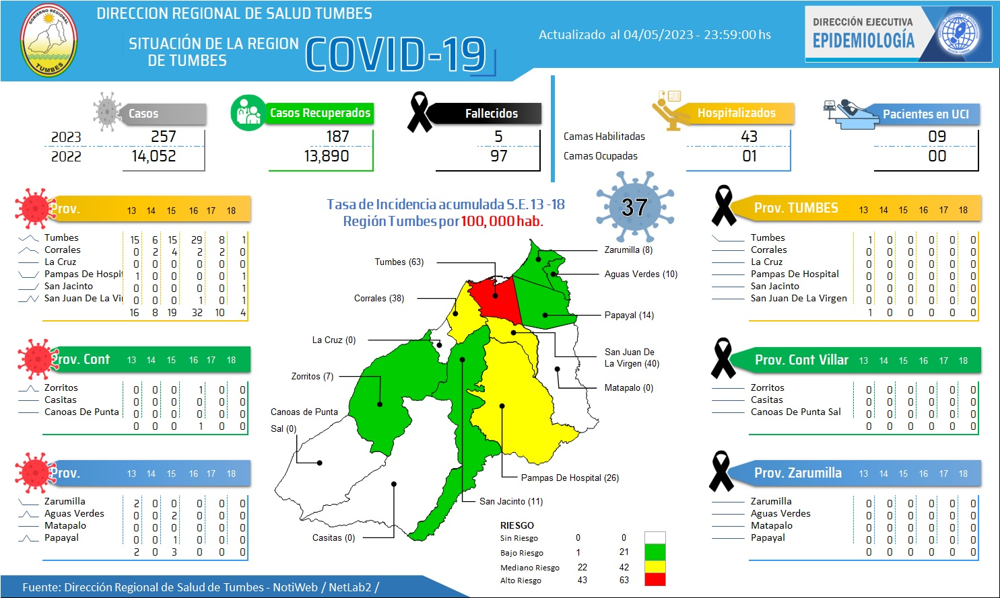 DIRECCION REGIONAL DE SALUD TUMBES
SITUACIÓN DE LA REGION
DE TUMBES
COVID-19
Actualizado al 04/05/2023 - 23:59:00 hs
DIRECCIÓN EJECUTIVA
EPIDEMIOLOGÍA
GOBIERNO REGIONAL
TUMBES
Casos
Casos Recuperados
Fallecidos
Hospitalizados
Pacientes en UCI
2023 257 187 5
2022 14,052 13,890 97
Camas Habilitadas 43 09
Camas Ocupadas 01 00
Prov. 13 14 15 16 17 18
Tumbes 15 6 15 29 8 1
Corrales 0 2 4 2 2 0
La Cruz 0 0 0 0 0 0
Pampas De Hospi 1 0 0 0 0 1
San Jacinto 0 0 0 0 0 1
San Juan De La Vi 0 0 0 1 0 1
16 8 19 32 10 4
Prov. Cont 13 14 15 16 17 18
Zorritos 0 0 0 1 0 0
Casitas 0 0 0 0 0 0
Canoas De Punta 0 0 0 0 0 0
0 0 0 1 0 0
Prov. 13 14 15 16 17 18
Zarumilla 2 0 0 0 0 0
Aguas Verdes 0 0 2 0 0 0
Matapalo 0 0 0 0 0 0
Papayal 0 0 1 0 0 0
2 0 3 0 0 0
Tasa de Incidencia acumulada S.E. 13 -18
Región Tumbes por 100, 000 hab.
37
Zarumilla (8)
Tumbes (63)
Aguas Verdes (10)
Corrales (38)
Papayal (14)
La Cruz (0)
San Juan De
La Virgen (40)
Zorritos (7)
Matapalo (0)
Canoas de Punta
Sal (0)
Pampas De Hospital (26)
San Jacinto (11)
Casitas (0)
RIESGO
Sin Riesgo 0 0
Bajo Riesgo 1 21
Mediano Riesgo 22 42
Alto Riesgo 43 63
Prov. TUMBES 13 14 15 16 17 18
Tumbes 1 0 0 0 0 0
Corrales 0 0 0 0 0 0
La Cruz 0 0 0 0 0 0
Pampas De Hospital 0 0 0 0 0 0
San Jacinto 0 0 0 0 0 0
San Juan De La Virgen 0 0 0 0 0 0
1 0 0 0 0 0
Prov. Cont Villar 13 14 15 16 17 18
Zorritos 0 0 0 0 0 0
Casitas 0 0 0 0 0 0
Canoas De Punta Sal 0 0 0 0 0 0
0 0 0 0 0 0
Prov. Zarumilla 13 14 15 16 17 18
Zarumilla 0 0 0 0 0 0
Aguas Verdes 0 0 0 0 0 0
Matapalo 0 0 0 0 0 0
Papayal 0 0 0 0 0 0
0 0 0 0 0 0
Fuente: Dirección Regional de Salud de Tumbes - NotiWeb / NetLab2 /